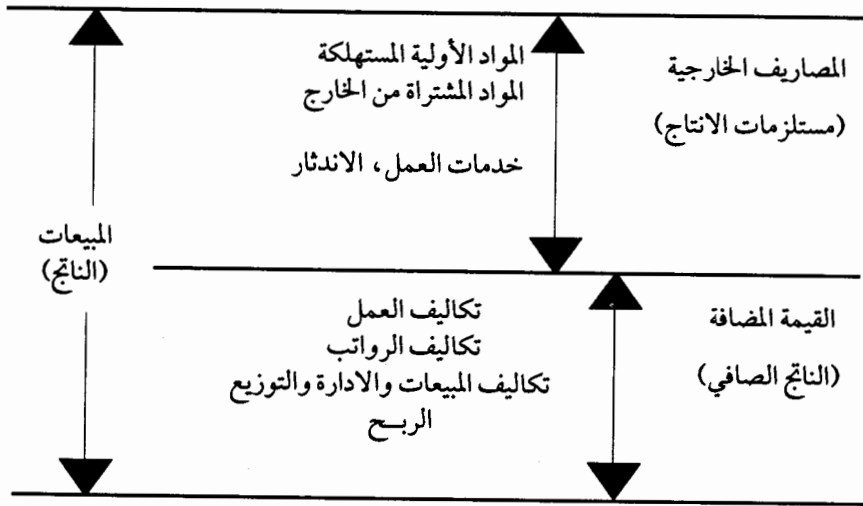 المصاريف الخارجية
(مستلزمات الانتاج)
المواد الأولية المستهلكة
المواد المشتراة من الخارج
خدمات العمل، الاندثار
المبيعات
(الناتج)
القيمة المضافة
(الناتج الصافي)
تكاليف العمل
تكاليف الرواتب
تكاليف المبيعات والادارة والتوزيع
الربــح